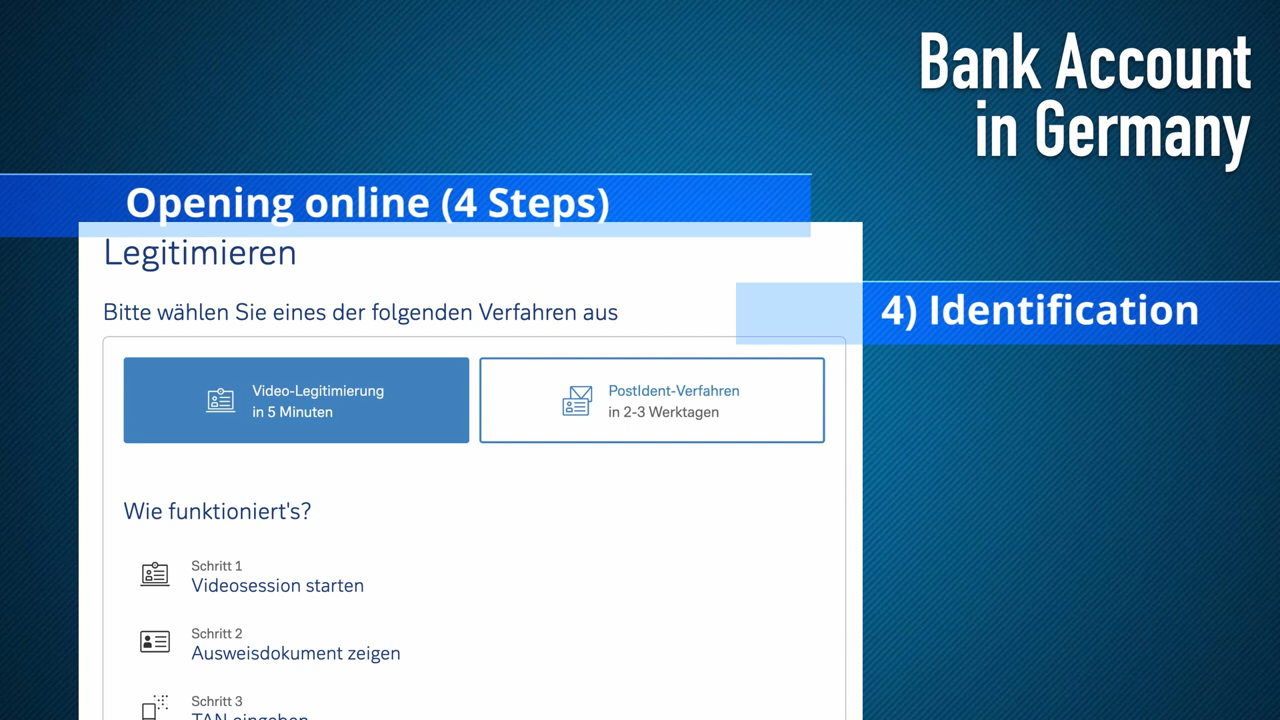 Bank Account
in Germany
Opening online (4 Steps)
Legitimieren
4) Identification
Bitte wählen Sie eines der folgenden Verfahren aus
Video-Legitimierung
in 5 Minuten
PostIdent-Verfahren
in 2-3 Werktagen
Wie funktioniert's?
Schritt 1
Videosession starten
Schritt 2
Ausweisdokument zeigen
Schritt 3
TAN eingeben